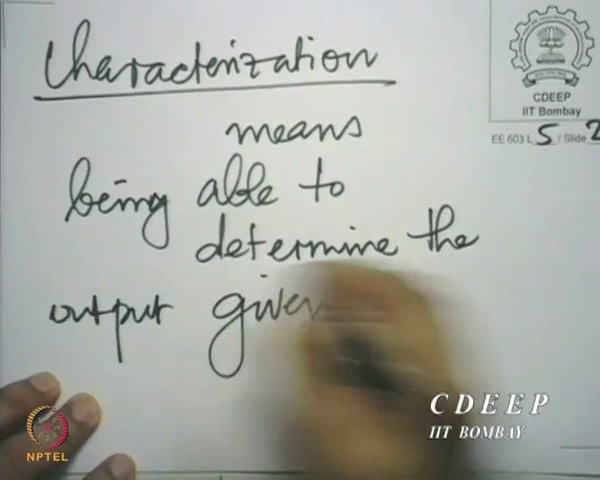 Characterization
means
being able to
determine the
output given
CDEEP
IIT Bombay
EE 603 L 5 / Slide 2
CDEEP
IIT BOMBAY
NPTEL